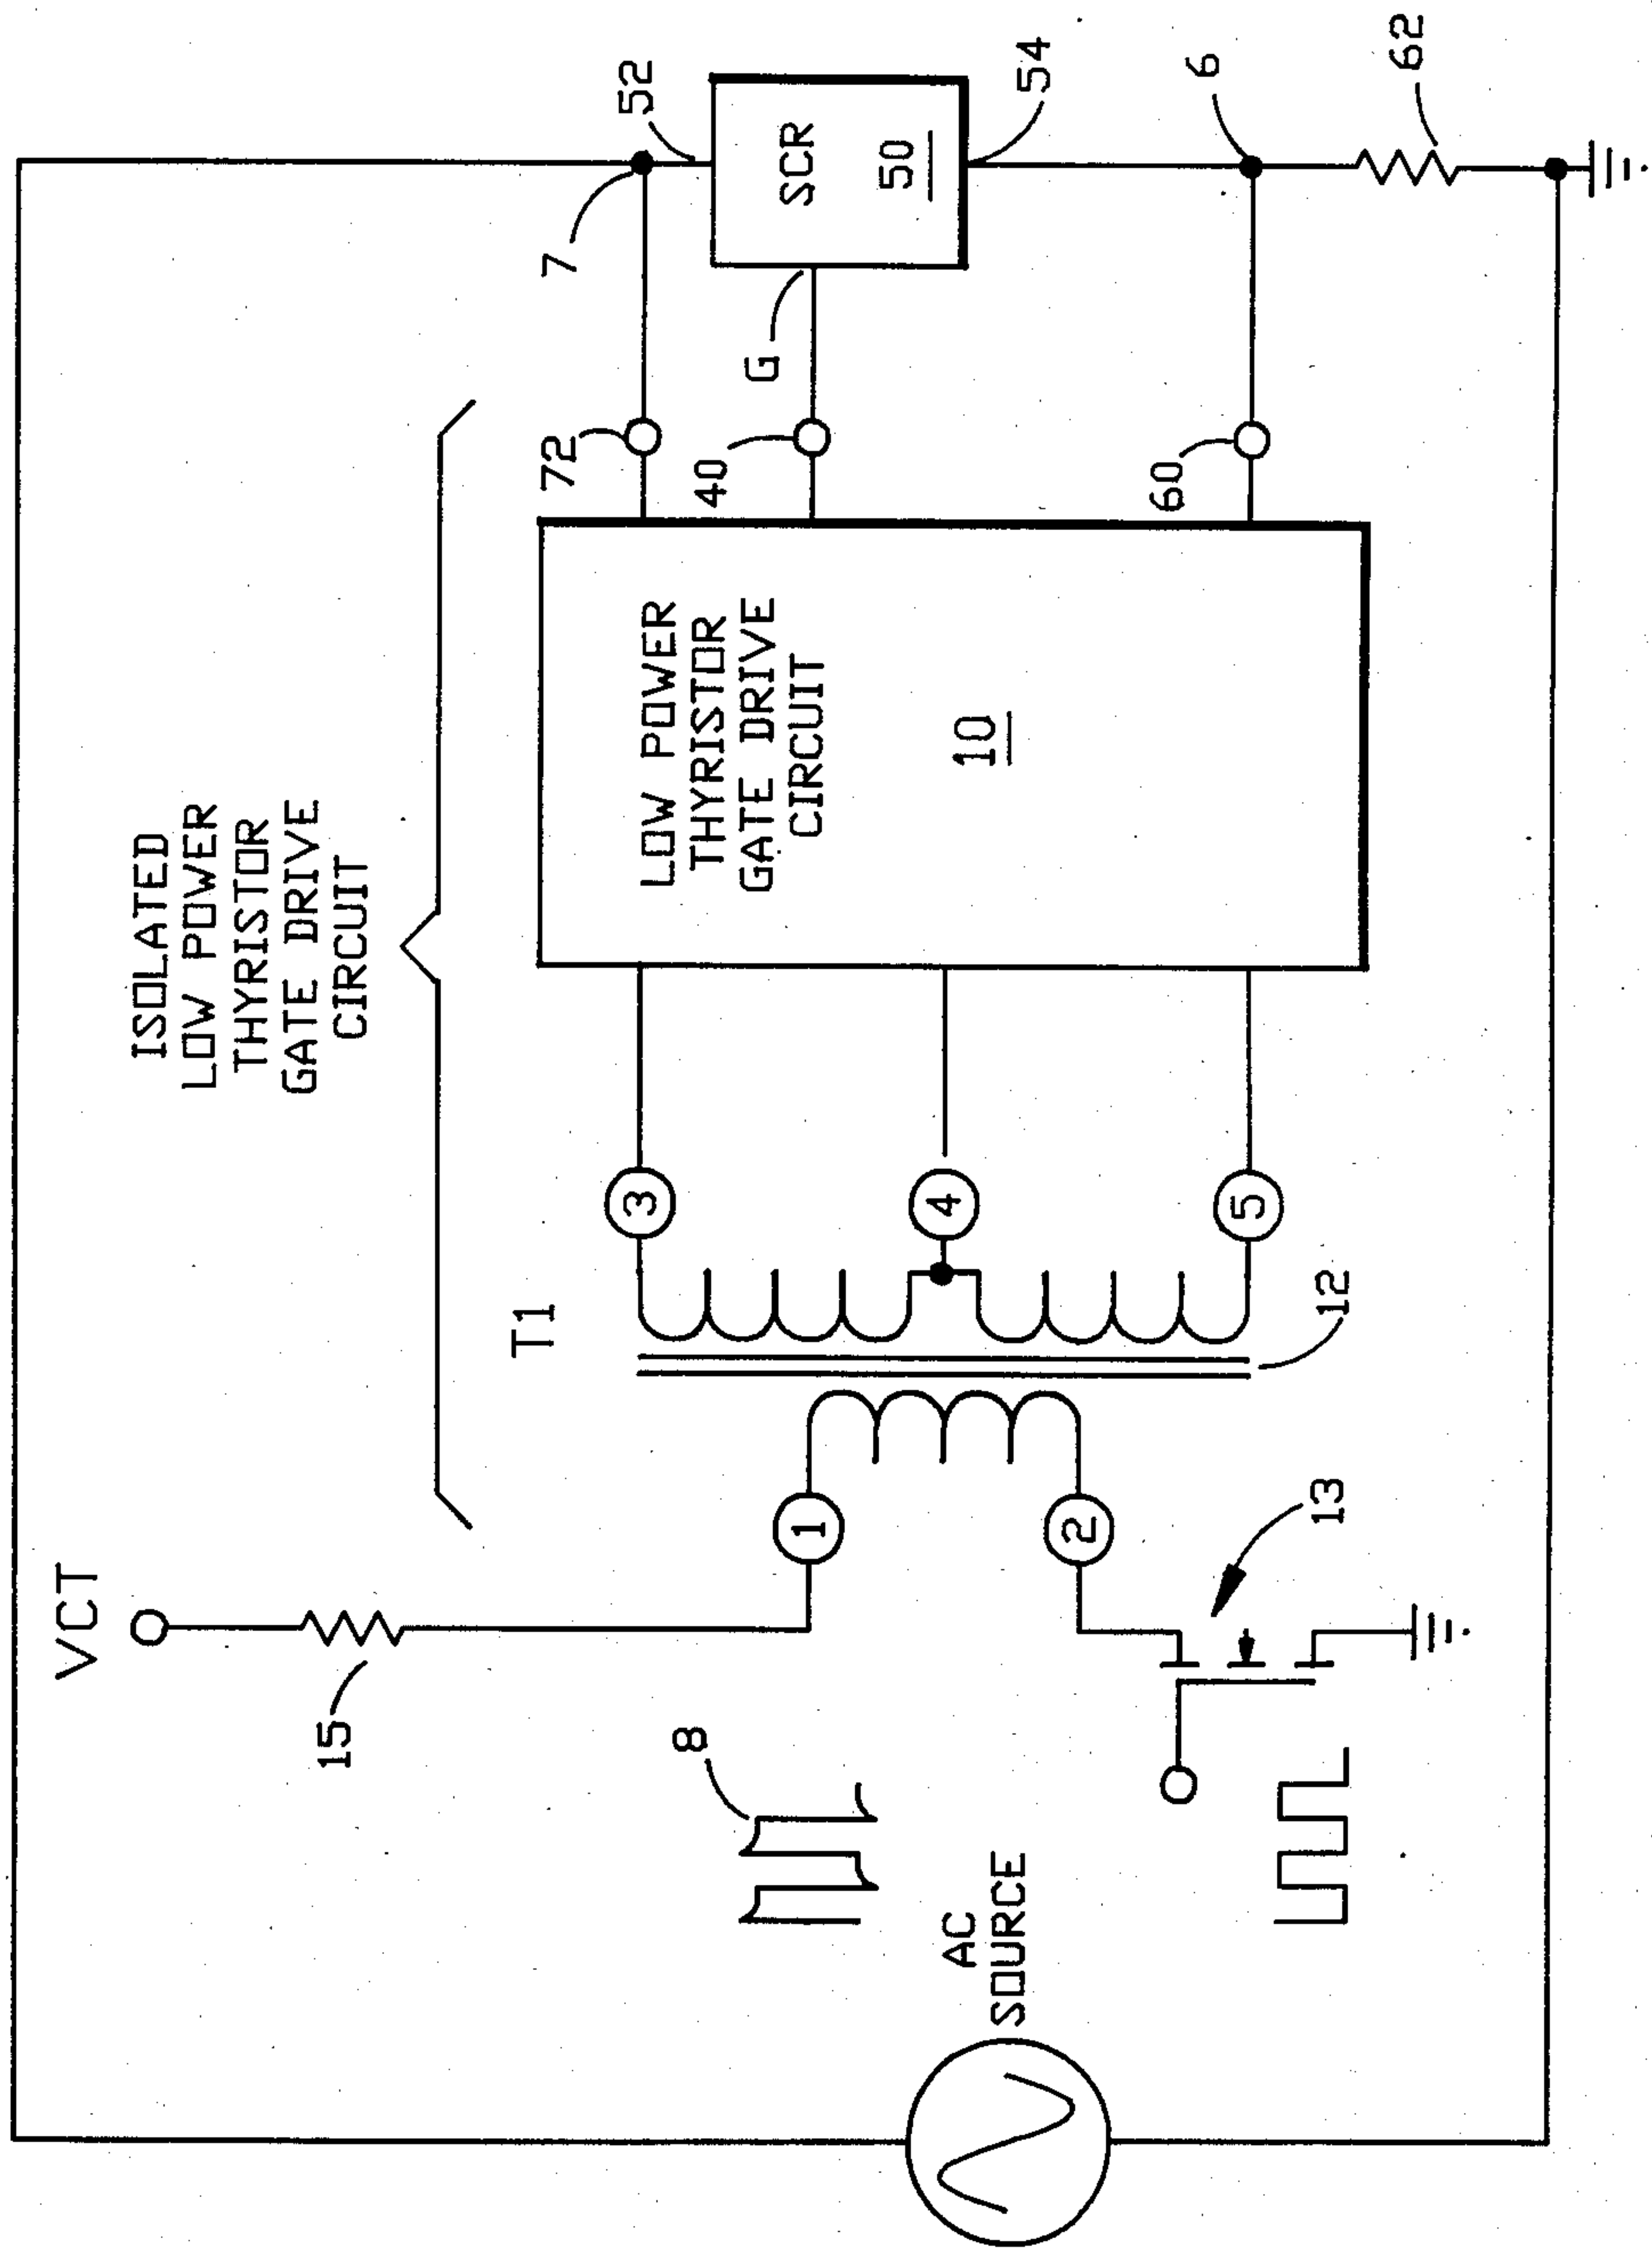 ISOLATED
LOW POWER
THYRISTOR
GATE DRIVE
CIRCUIT
VCT
15
T1
8
AC
SOURCE
1
2
13
12
3
4
5
LOW POWER
THYRISTOR
GATE DRIVE
CIRCUIT
10
72
40
60
7
G
52
SCR
50
54
6
62